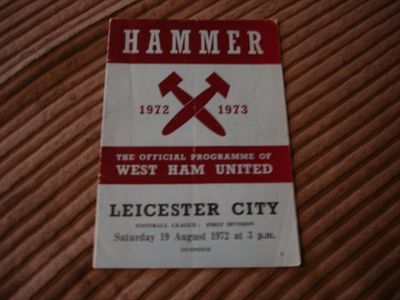 HAMMER
1972 1973
THE OFFICIAL PROGRAMME OF
WEST HAM UNITED
LEICESTER CITY
FOOTBALL LEAGUE: FIRST DIVISION
Saturday 19 August 1972 at 3 p.m.